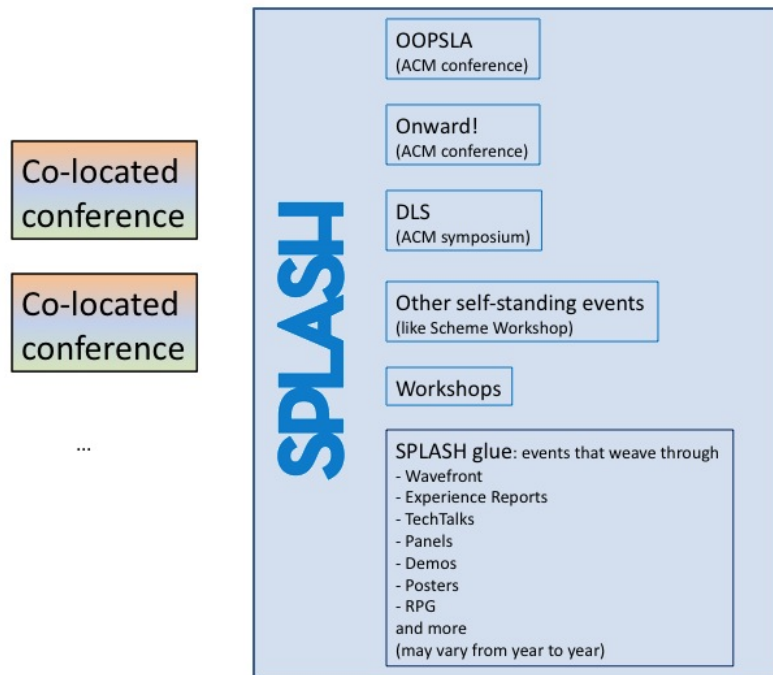 Co-located
conference
Co-located
conference
...
SPLASH
OOPSLA
(ACM conference)
Onward!
(ACM conference)
DLS
(ACM symposium)
Other self-standing events
(like Scheme Workshop)
Workshops
SPLASH glue: events that weave through
- Wavefront
- Experience Reports
- TechTalks
- Panels
- Demos
- Posters
- RPG
and more
(may vary from year to year)